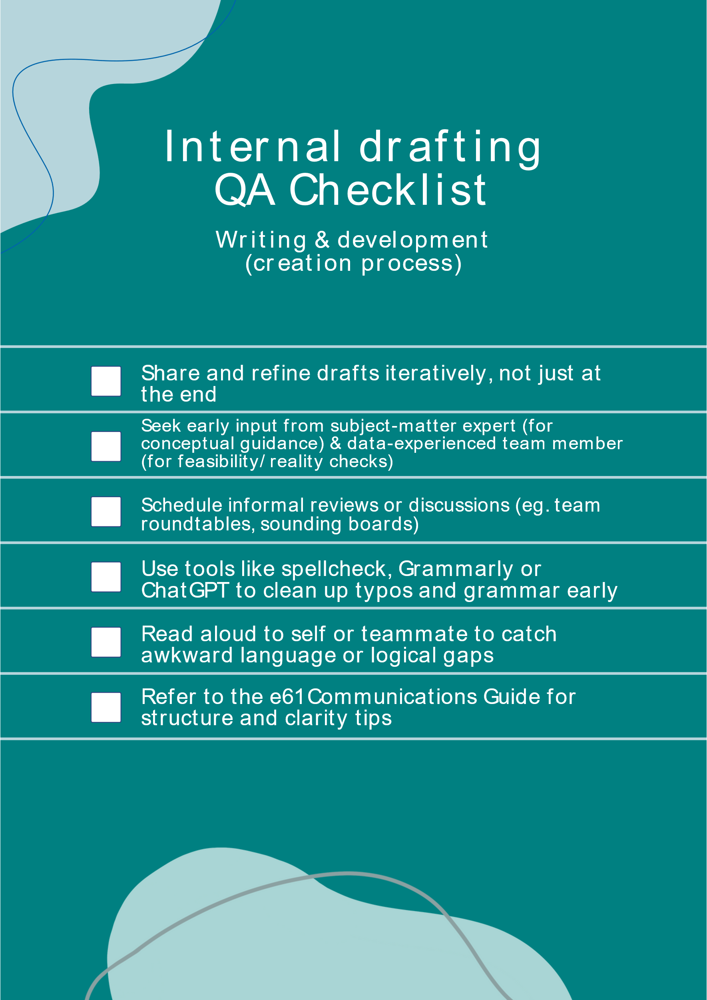 Internal drafting
QA Checklist
Writing & development
(creation process)
Share and refine drafts iteratively, not just at
the end
Seek early input from subject-matter expert (for
conceptual guidance) & data-experienced team member
(for feasibility/ reality checks)
Schedule informal reviews or discussions (eg. team
roundtables, sounding boards)
Use tools like spellcheck, Grammarly or
ChatGPT to clean up typos and grammar early
Read aloud to self or teammate to catch
awkward language or logical gaps
Refer to the e61 Communications Guide for
structure and clarity tips